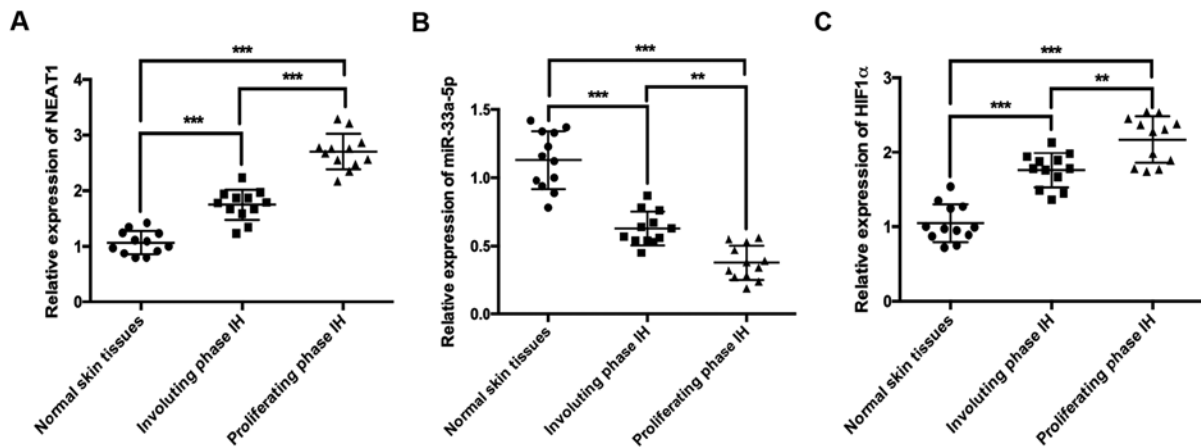 A
Relative expression of NEAT1
4
3
2
1
0
***
***
***
Normal skin tissues
Involuting phase IH
Proliferating phase IH
B
Relative expression of miR-33a-5p
1.5
1.0
0.5
0.0
***
***
**
Normal skin tissues
Involuting phase IH
Proliferating phase IH
C
Relative expression of HIF1α
3
2
1
0
***
***
**
Normal skin tissues
Involuting phase IH
Proliferating phase IH